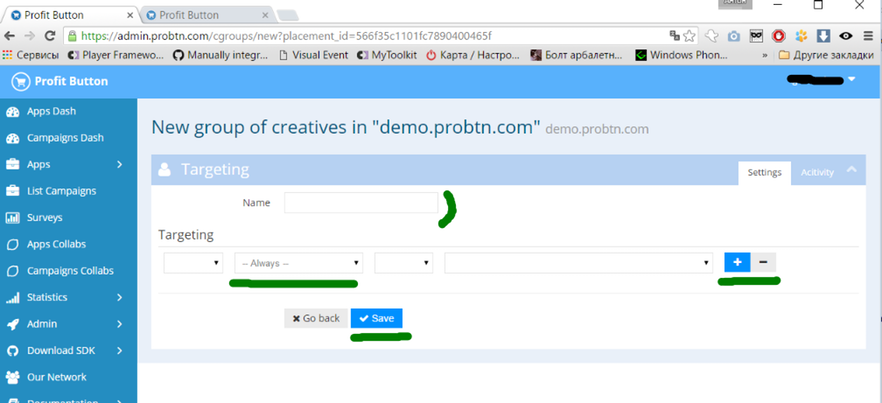 Profit Button
Profit Button
https://admin.probtn.com/cgroups/new?placement_id=566f35c1101fc7890400465f
Сервисы
Player Framewo...
Manually integr...
Visual Event
MyToolkit
Карта / Настро...
Болт арбалетн...
Windows Phon...
»
Другие закладки
Profit Button
Apps Dash
Campaigns Dash
Apps
List Campaigns
Surveys
Apps Collabs
Campaigns Collabs
Statistics
Admin
Download SDK
Our Network
Documentation
New group of creatives in "demo.probtn.com" demo.probtn.com
Targeting
Settings
Acitivity
Name
Targeting
-- Always --
Go back
Save